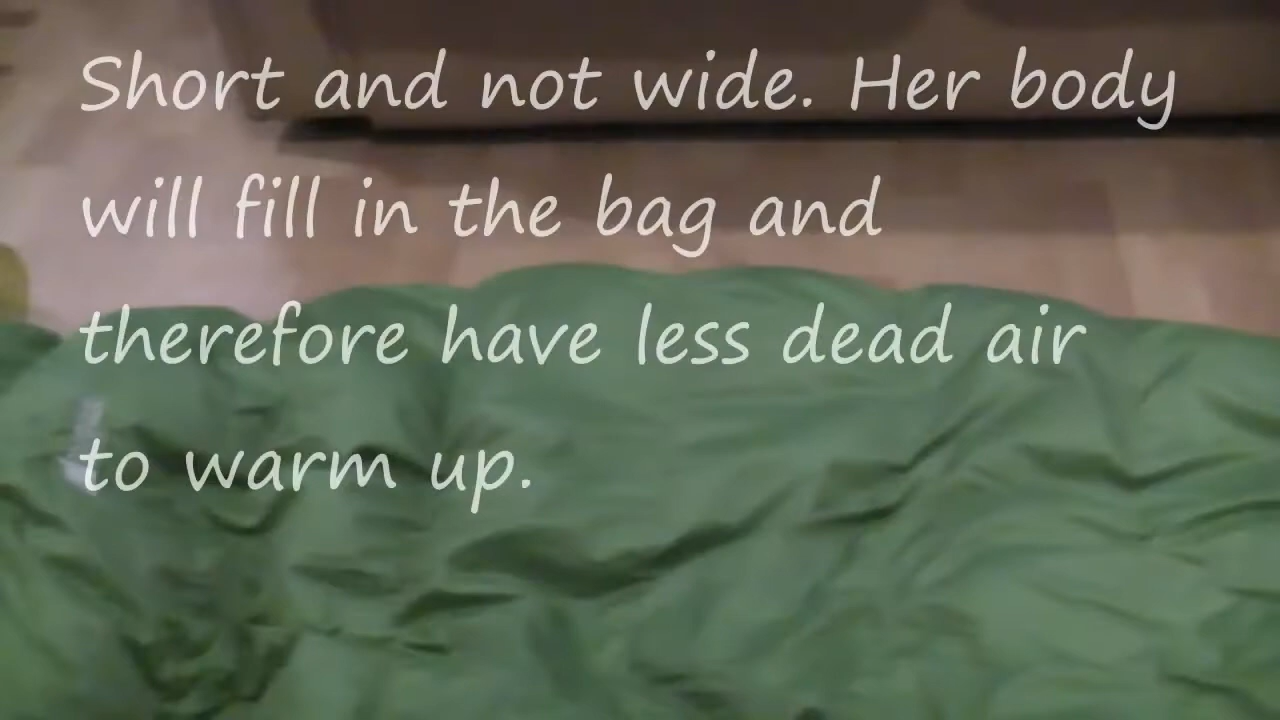 Short and not wide. Her body
will fill in the bag and
therefore have less dead air
to warm up.